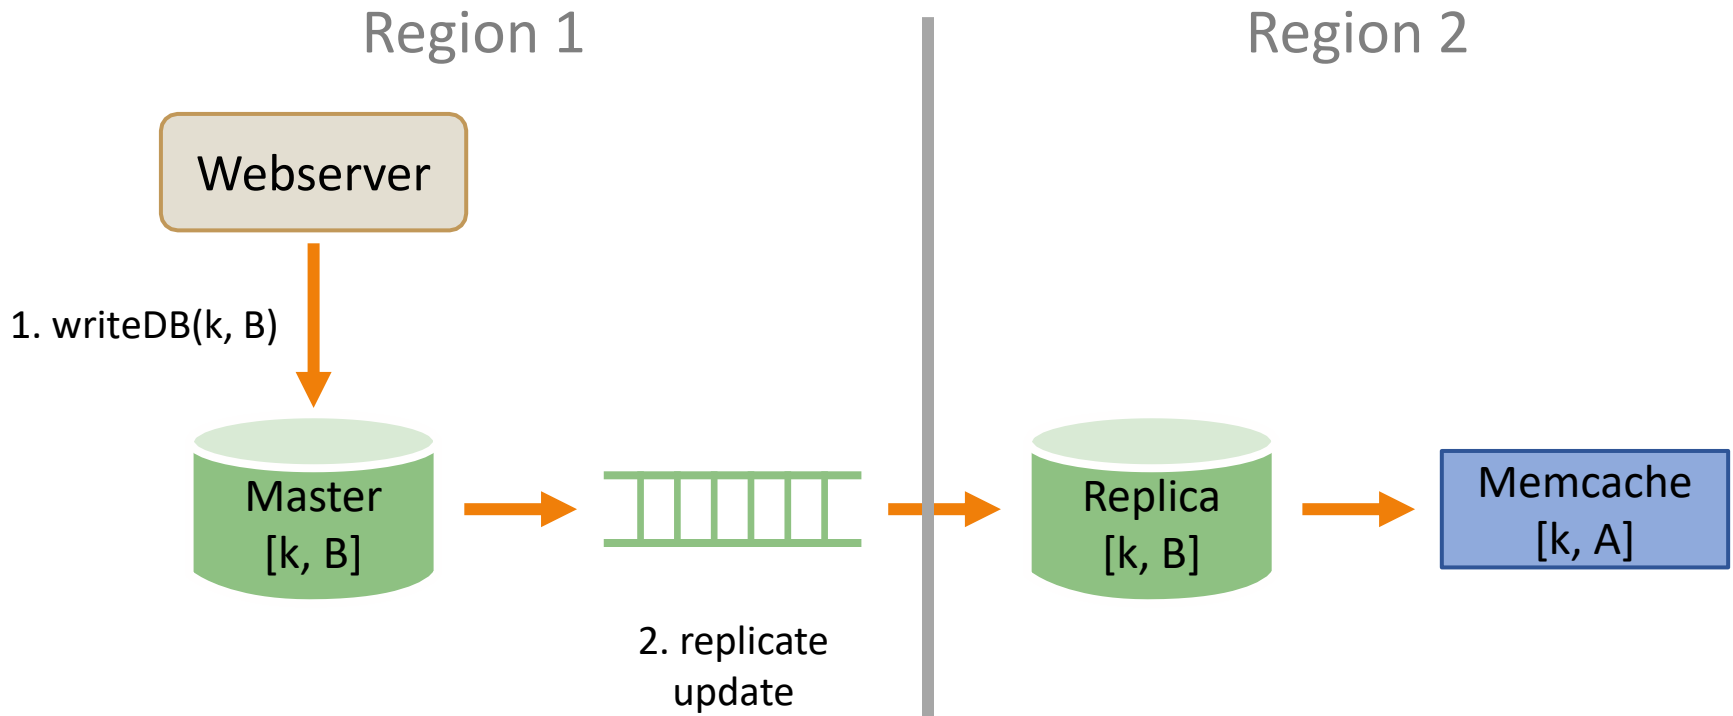 Region 1
Region 2
Webserver
1. writeDB(k, B)
Master
[k, B]
Replica
[k, B]
Memcache
[k, A]
2. replicate
update